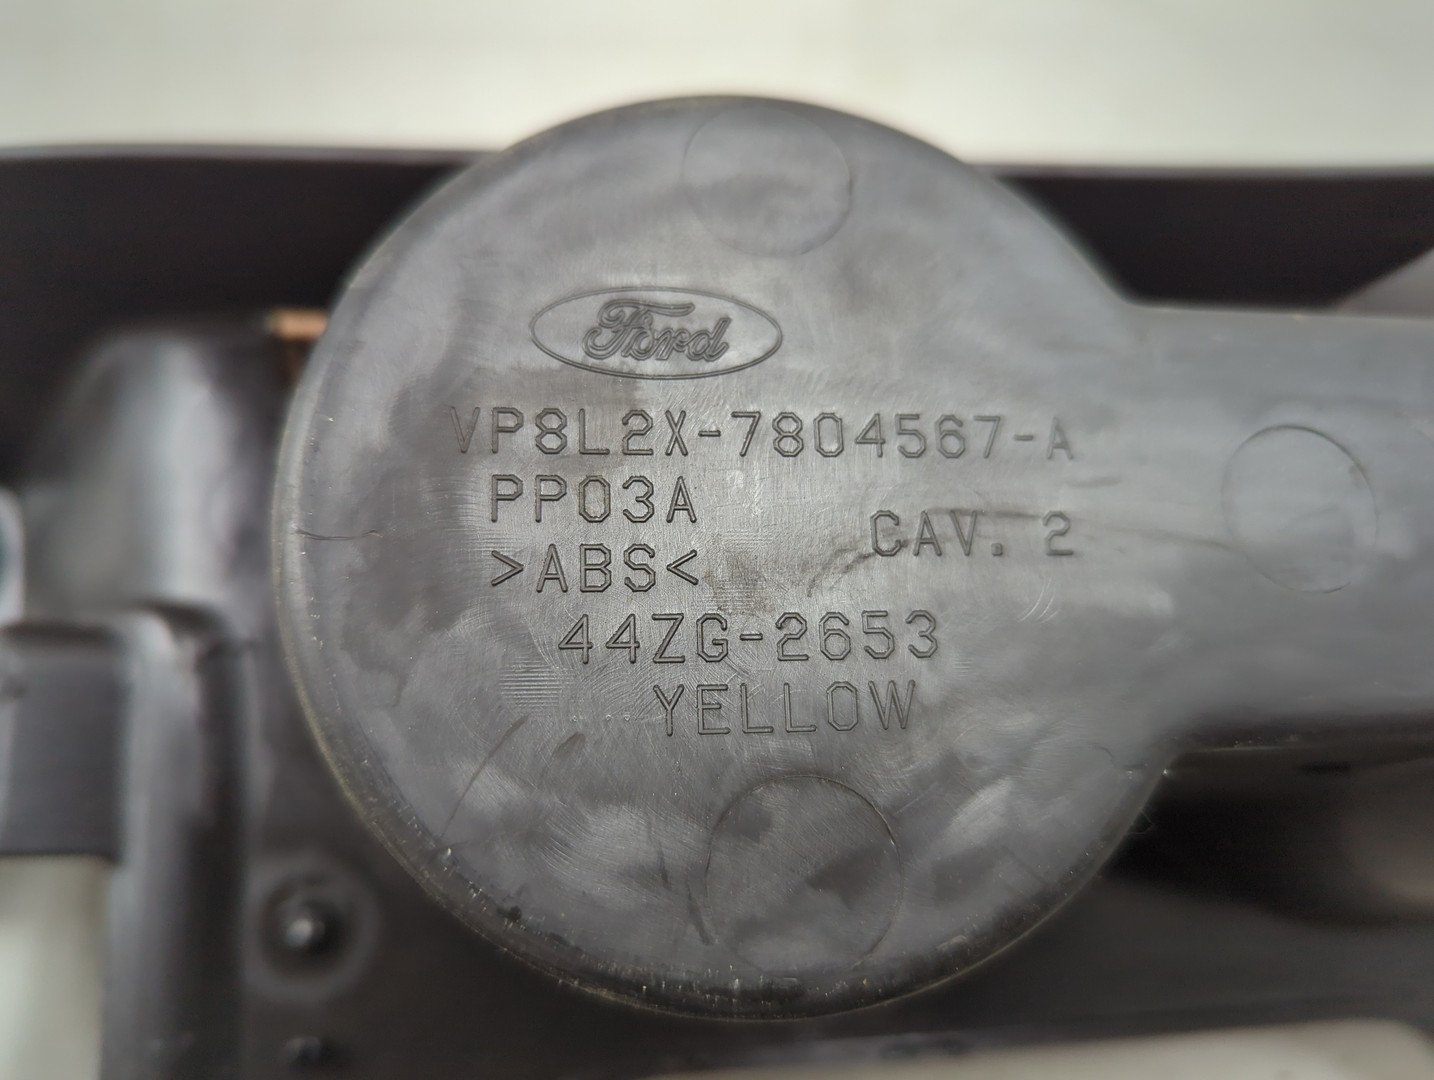 Ford
VP8L2X-7804567-A
PP03A
CAV. 2
>ABS<
44ZG-2653
YELLOW